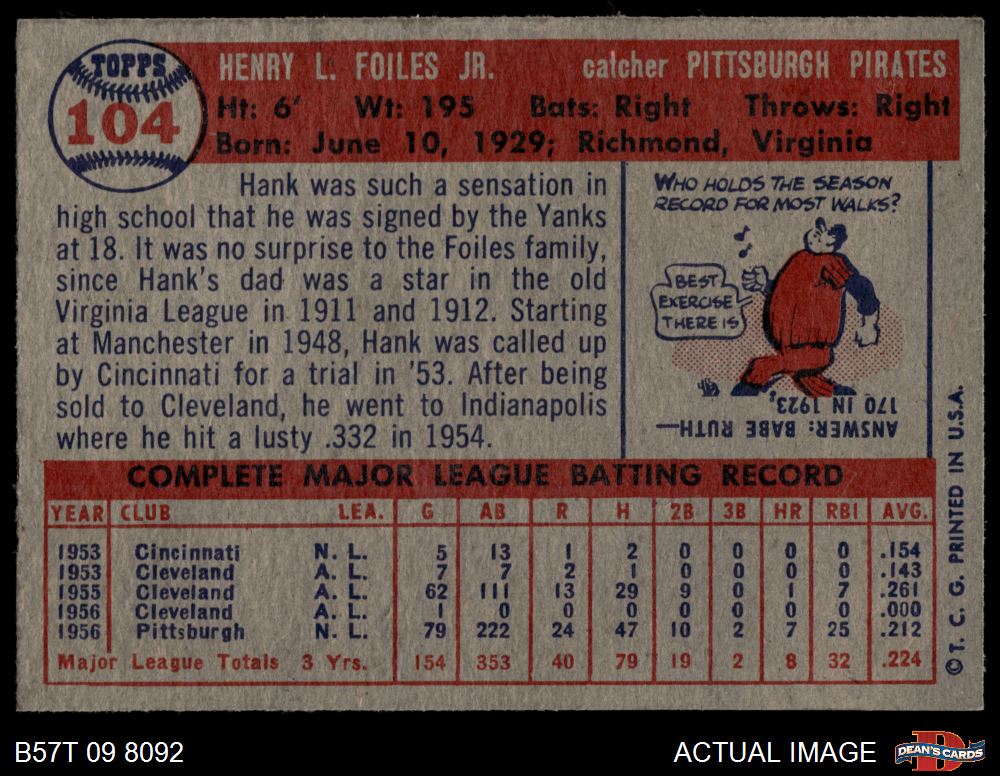 TOPPS
104
HENRY L. FOILES JR. catcher PITTSBURGH PIRATES
Ht: 6' Wt: 195 Bats: Right Throws: Right
Born: June 10, 1929; Richmond, Virginia
Hank was such a sensation in
high school that he was signed by the Yanks
at 18. It was no surprise to the Foiles family,
since Hank's dad was a star in the old
Virginia League in 1911 and 1912. Starting
at Manchester in 1948, Hank was called up
by Cincinnati for a trial in '53. After being
sold to Cleveland, he went to Indianapolis
where he hit a lusty .332 in 1954.
WHO HOLDS THE SEASON
RECORD FOR MOST WALKS?
BEST
EXERCISE
THERE IS
ANSWER: BABE RUTH—
170 IN 1923.
COMPLETE MAJOR LEAGUE BATTING RECORD
YEAR CLUB LEA. G AB R H 2B 3B HR RBI AVG.
1953 Cincinnati N. L. 5 13 1 2 0 0 0 0 .154
1953 Cleveland A. L. 7 7 2 1 0 0 0 0 .143
1955 Cleveland A. L. 62 111 13 29 9 0 1 7 .261
1956 Cleveland A. L. 1 0 0 0 0 0 0 0 .000
1956 Pittsburgh N. L. 79 222 24 47 10 2 7 25 .212
Major League Totals 3 Yrs. 154 353 40 79 19 2 8 32 .224
© T. C. G. PRINTED IN U.S.A.
B57T 09 8092
ACTUAL IMAGE
DEAN'S CARDS